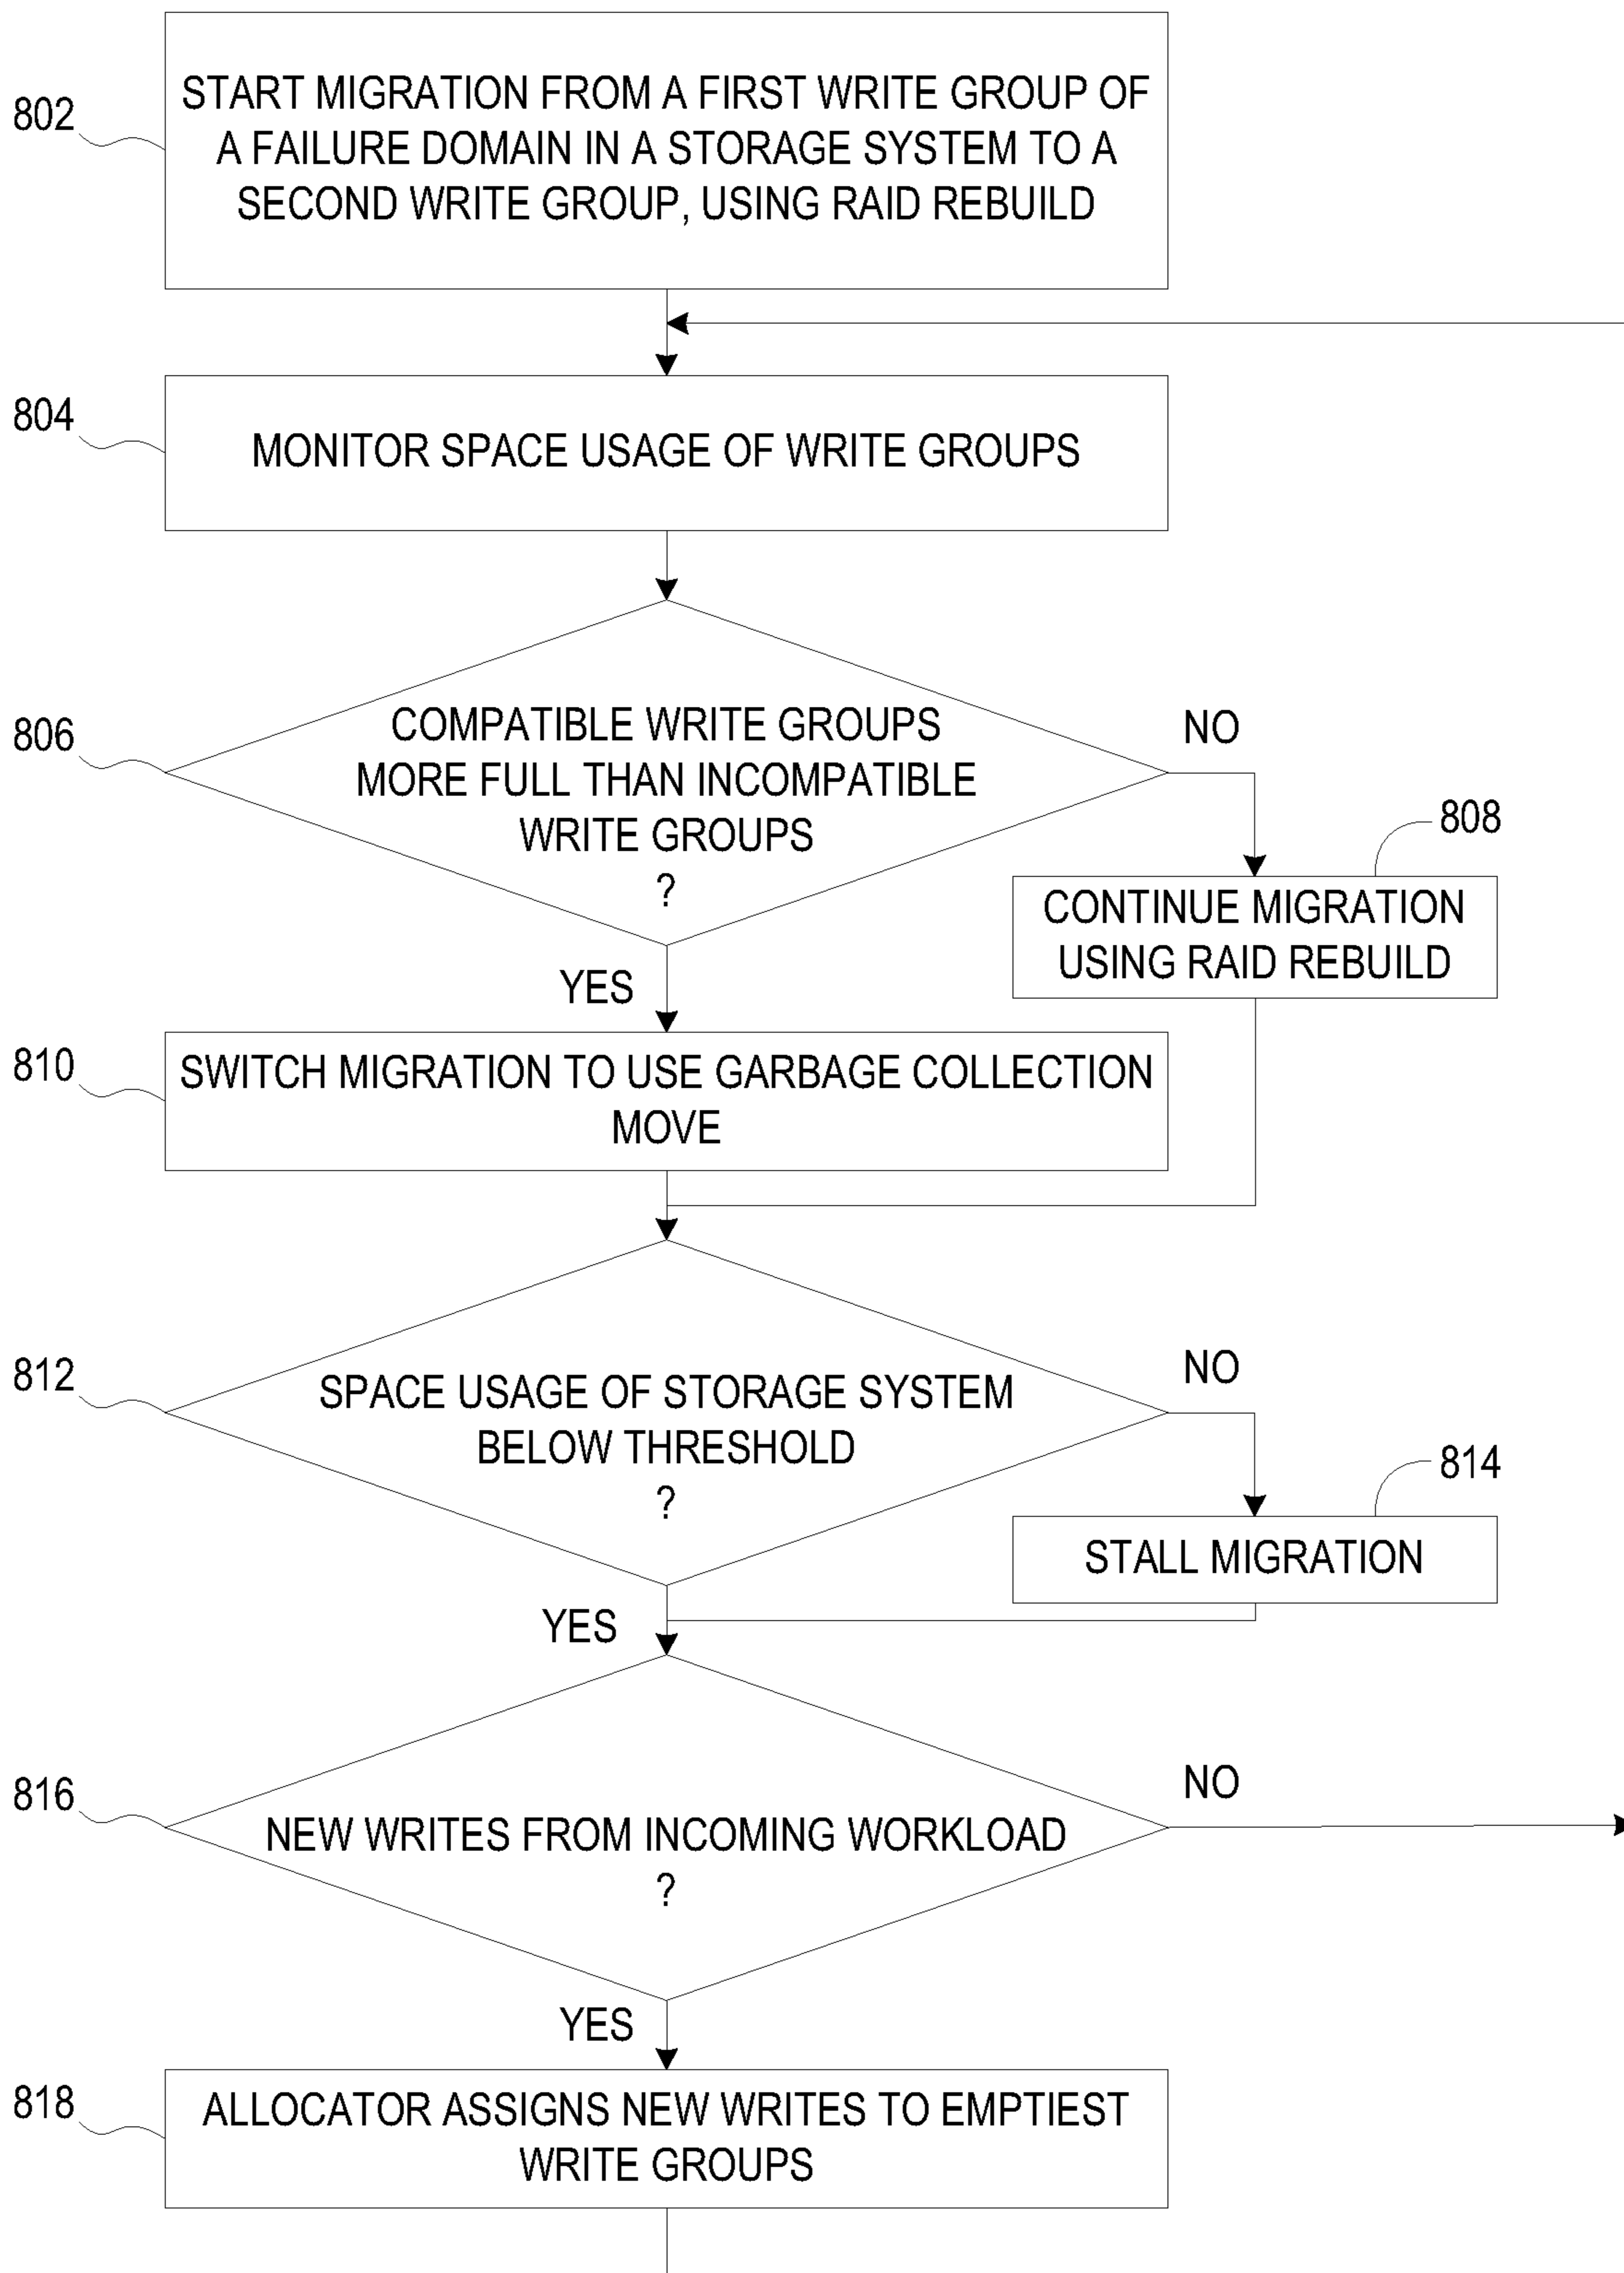 802
START MIGRATION FROM A FIRST WRITE GROUP OF
A FAILURE DOMAIN IN A STORAGE SYSTEM TO A
SECOND WRITE GROUP, USING RAID REBUILD
804
MONITOR SPACE USAGE OF WRITE GROUPS
806
COMPATIBLE WRITE GROUPS
MORE FULL THAN INCOMPATIBLE
WRITE GROUPS
?
NO
808
CONTINUE MIGRATION
USING RAID REBUILD
YES
810
SWITCH MIGRATION TO USE GARBAGE COLLECTION
MOVE
812
SPACE USAGE OF STORAGE SYSTEM
BELOW THRESHOLD
?
NO
814
STALL MIGRATION
YES
816
NEW WRITES FROM INCOMING WORKLOAD
?
NO
YES
818
ALLOCATOR ASSIGNS NEW WRITES TO EMPTIEST
WRITE GROUPS